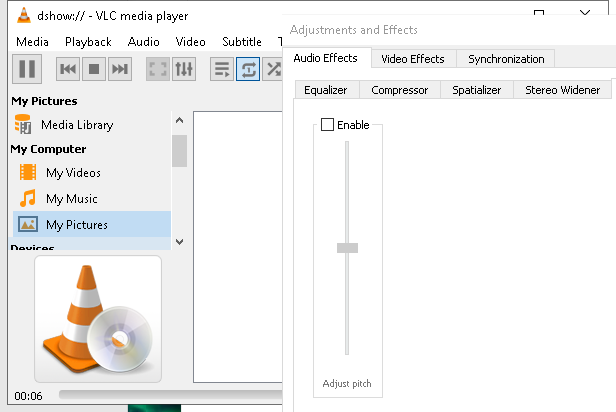 dshow:// - VLC media player
Media Playback Audio Video Subtitle
My Pictures
Media Library
My Computer
My Videos
My Music
My Pictures
Devices
00:06
Adjustments and Effects
Audio Effects Video Effects Synchronization
Equalizer Compressor Spatializer Stereo Widener
Enable
Adjust pitch